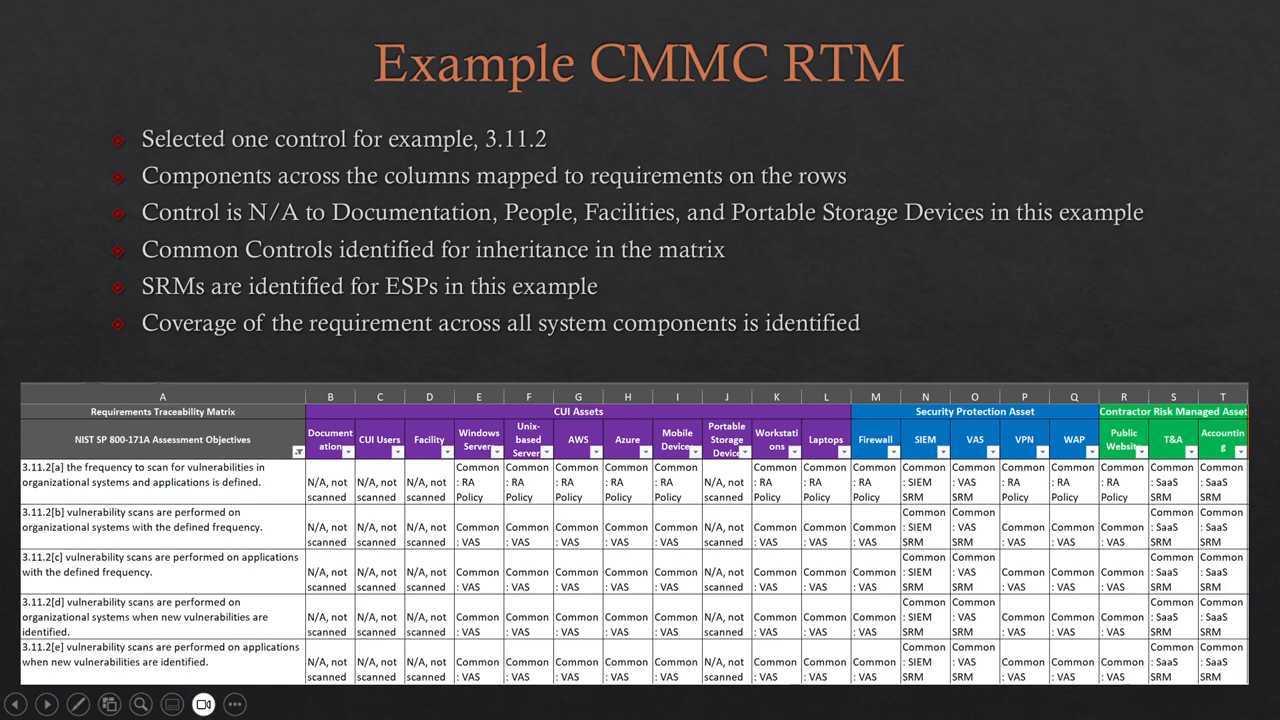 Example CMMC RTM
Selected one control for example, 3.11.2
Components across the columns mapped to requirements on the rows
Control is N/A to Documentation, People, Facilities, and Portable Storage Devices in this example
Common Controls identified for inheritance in the matrix
SRMs are identified for ESPs in this example
Coverage of the requirement across all system components is identified
A B C D E F G H I J K L M N O P Q R S T
Requirements Traceability Matrix CUI Assets Security Protection Asset Contractor Risk Managed Asset
NIST SP 800-171A Assessment Objectives Documentation CUI Users Facility Windows Server Unix-based Server AWS Azure Mobile Device Portable Storage Device Workstations Laptops Firewall SIEM VAS VPN WAP Public Website T&A Accounting
3.11.2[a] the frequency to scan for vulnerabilities in
organizational systems and applications is defined.
N/A, not scanned N/A, not scanned N/A, not scanned Common: RA Policy Common: RA Policy Common: RA Policy Common: RA Policy Common: RA Policy N/A, not scanned Common: RA Policy Common: RA Policy Common: RA Policy Common: SIEM SRM Common: VAS SRM Common: RA Policy Common: RA Policy Common: RA Policy Common: SaaS SRM Common: SaaS SRM
3.11.2[b] vulnerability scans are performed on
organizational systems with the defined frequency.
N/A, not scanned N/A, not scanned N/A, not scanned Common: VAS Common: VAS Common: VAS Common: VAS Common: VAS N/A, not scanned Common: VAS Common: VAS Common: VAS Common: SIEM SRM Common: VAS SRM Common: VAS Common: VAS Common: VAS Common: SaaS SRM Common: SaaS SRM
3.11.2[c] vulnerability scans are performed on applications
with the defined frequency.
N/A, not scanned N/A, not scanned N/A, not scanned Common: VAS Common: VAS Common: VAS Common: VAS Common: VAS N/A, not scanned Common: VAS Common: VAS Common: VAS Common: SIEM SRM Common: VAS SRM Common: VAS Common: VAS Common: VAS Common: SaaS SRM Common: SaaS SRM
3.11.2[d] vulnerability scans are performed on
organizational systems when new vulnerabilities are
identified.
N/A, not scanned N/A, not scanned N/A, not scanned Common: VAS Common: VAS Common: VAS Common: VAS Common: VAS N/A, not scanned Common: VAS Common: VAS Common: VAS Common: SIEM SRM Common: VAS SRM Common: VAS Common: VAS Common: VAS Common: SaaS SRM Common: SaaS SRM
3.11.2[e] vulnerability scans are performed on applications
when new vulnerabilities are identified.
N/A, not scanned N/A, not scanned N/A, not scanned Common: VAS Common: VAS Common: VAS Common: VAS Common: VAS N/A, not scanned Common: VAS Common: VAS Common: VAS Common: SIEM SRM Common: VAS SRM Common: VAS Common: VAS Common: VAS Common: SaaS SRM Common: SaaS SRM